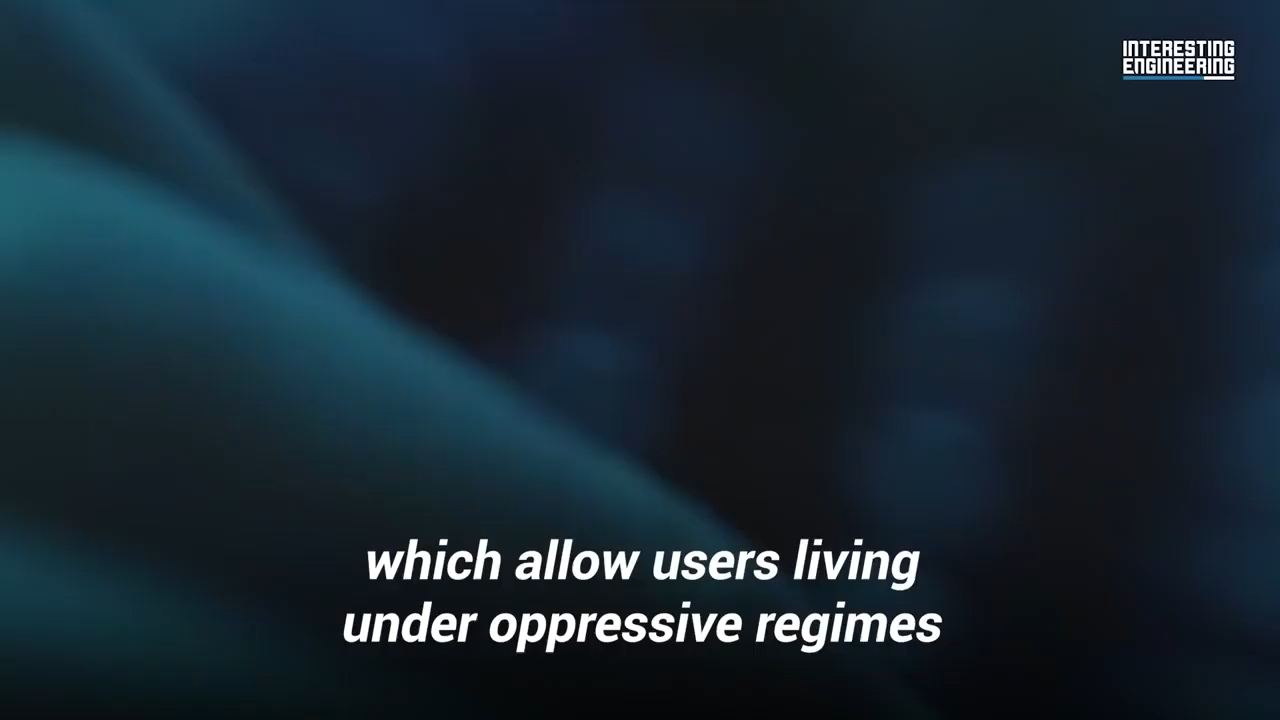 INTERESTING
ENGINEERING
which allow users living
under oppressive regimes